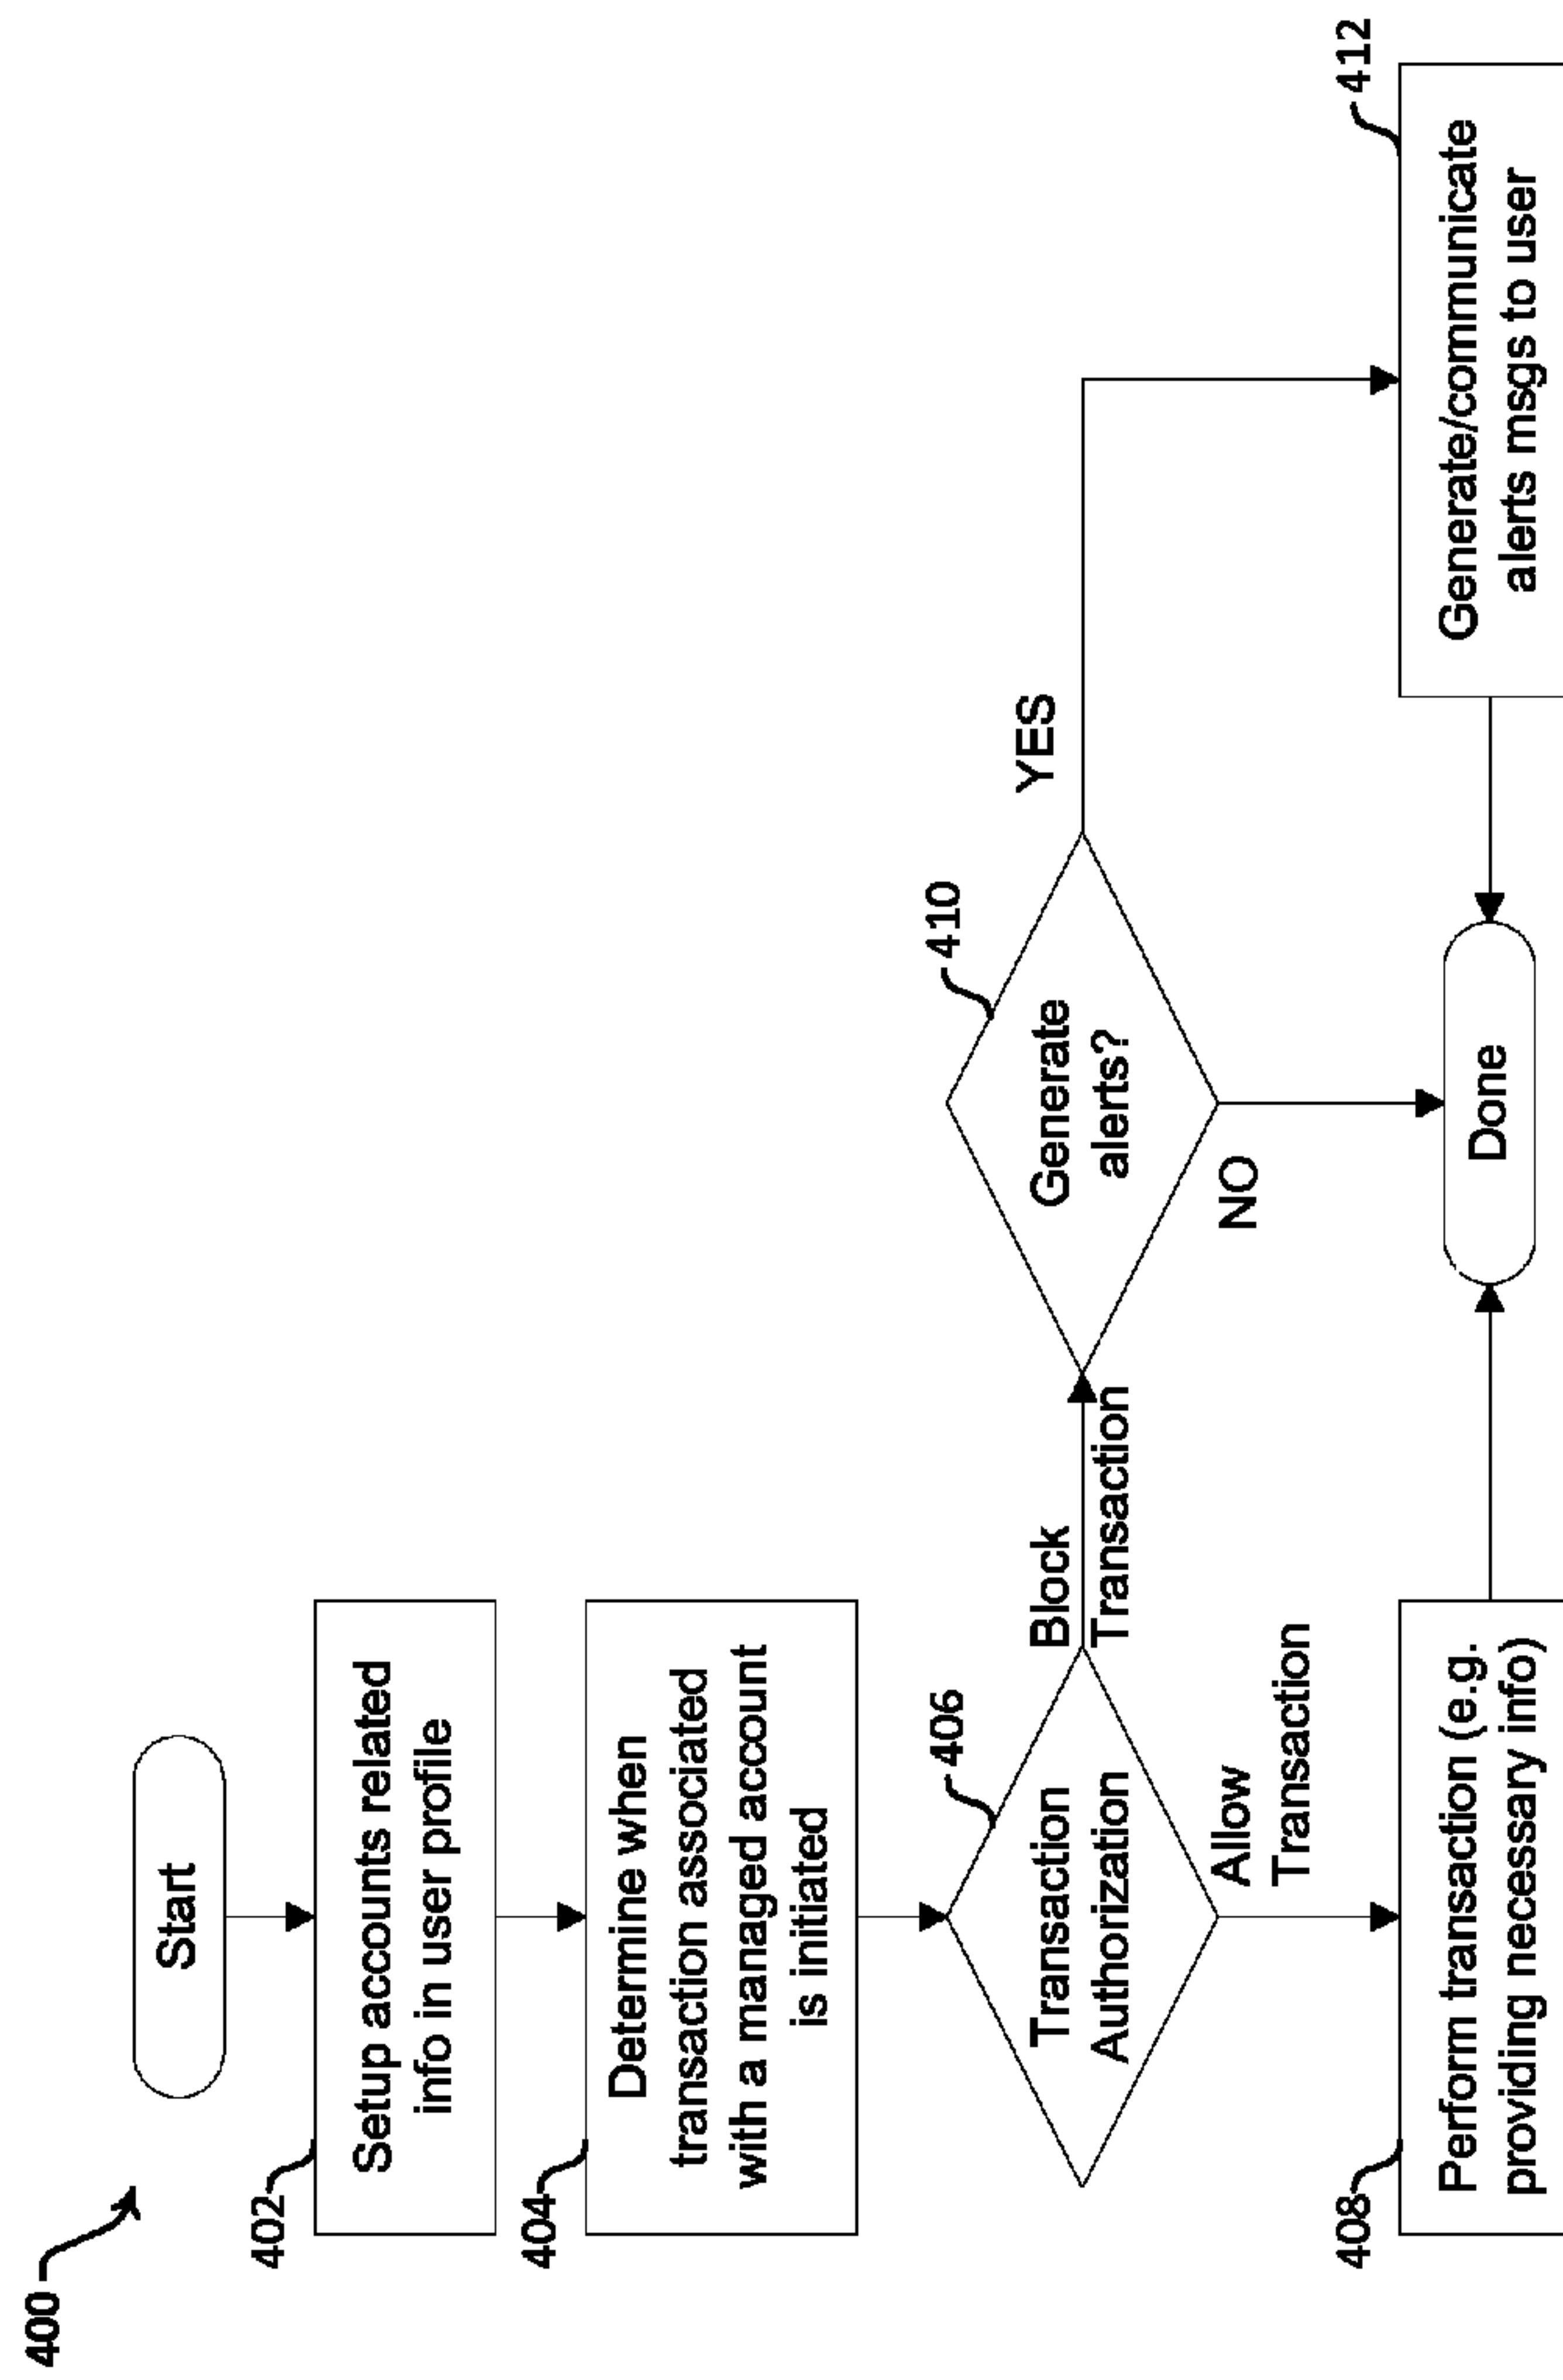 400
Start
402
Setup accounts related
info in user profile
404
Determine when
transaction associated
with a managed account
is initiated
406
Transaction
Authorization
Block
Transaction
410
Generate
alerts?
YES
NO
Allow
Transaction
408
Perform transaction (e.g.
providing necessary info)
Done
412
Generate/communicate
alerts msgs to user